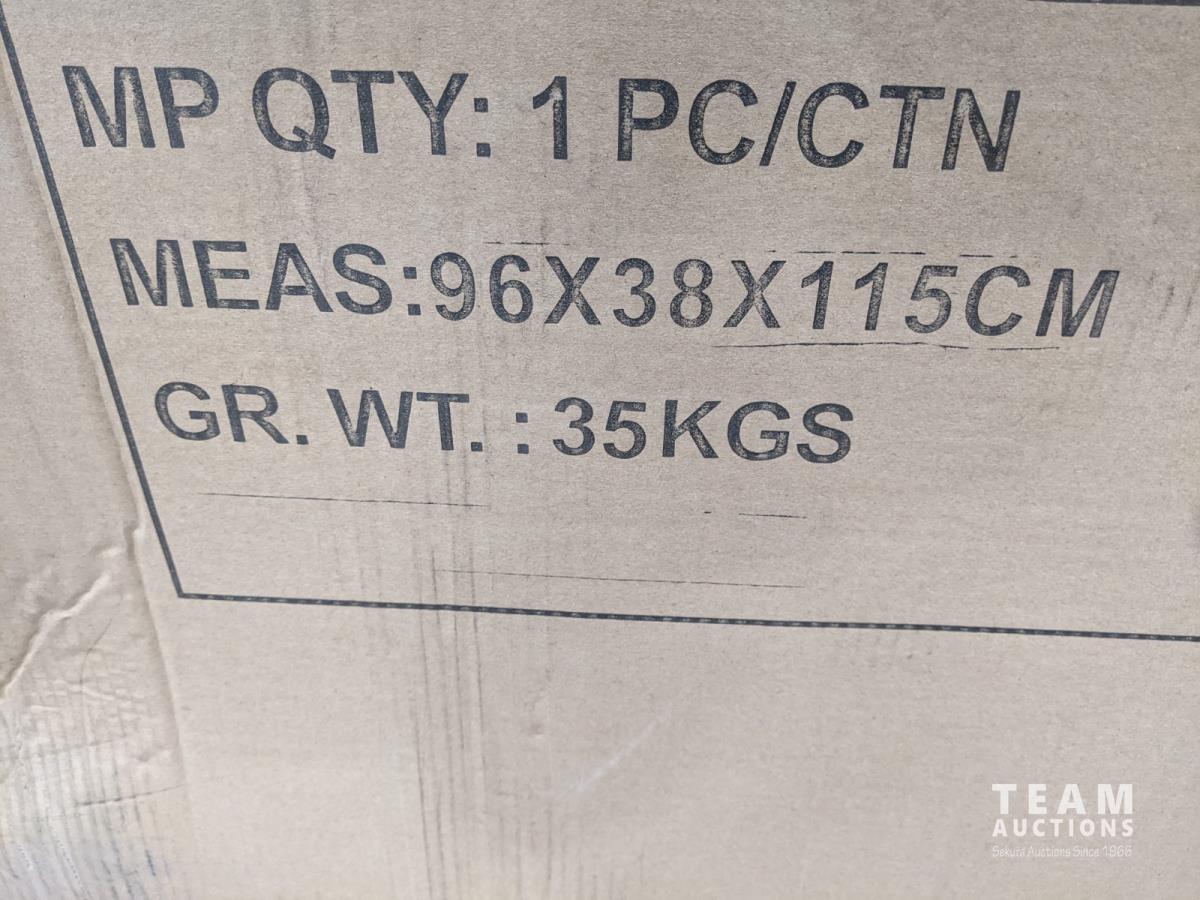 MP QTY: 1 PC/CTN
MEAS:96X38X115CM
GR. WT. : 35KGS
TEAM
AUCTIONS
Sekura Auctions Since 1966